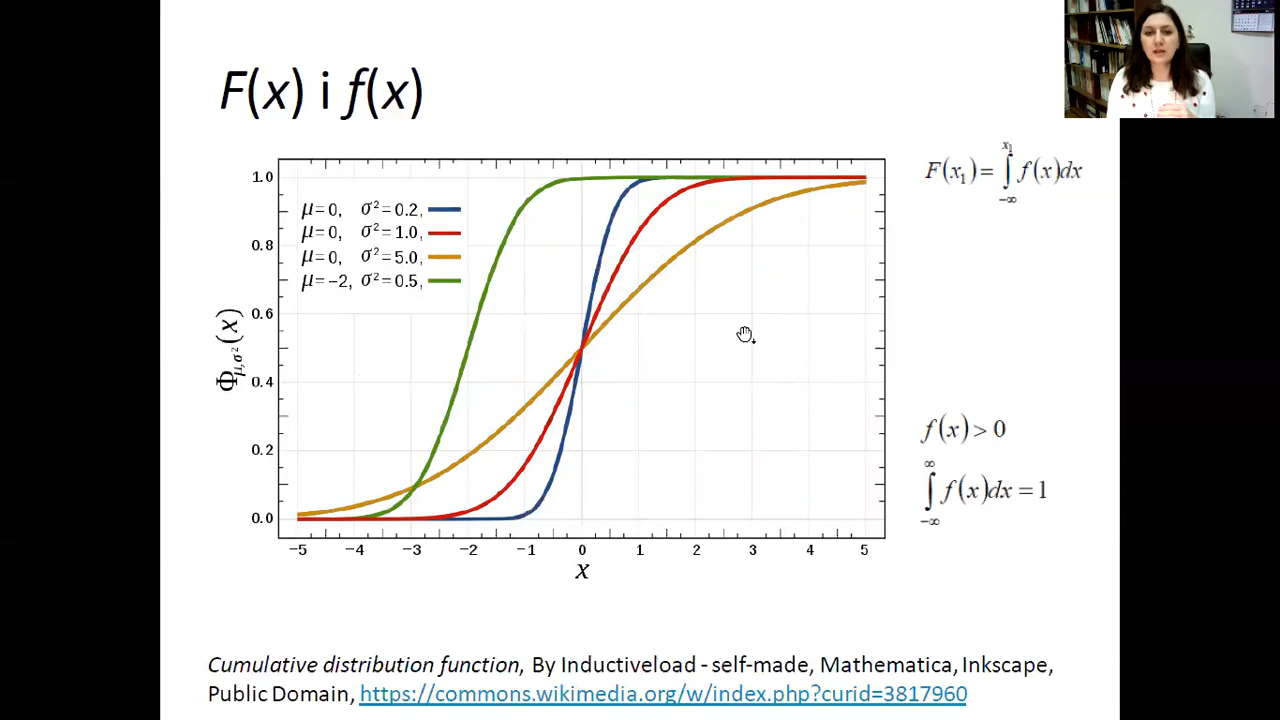 F(x) i f(x)
F(x₁) = ∫_{-∞}^{x₁} f(x)dx
1.0
0.8
0.6
0.4
0.2
0.0
Φμ,σ²(x)
μ=0, σ²=0.2,
μ=0, σ²=1.0,
μ=0, σ²=5.0,
μ=−2, σ²=0.5,
−5 −4 −3 −2 −1 0 1 2 3 4 5
x
f(x) > 0
∫_{-∞}^{∞} f(x)dx = 1
Cumulative distribution function, By Inductiveload - self-made, Mathematica, Inkscape,
Public Domain, https://commons.wikimedia.org/w/index.php?curid=3817960